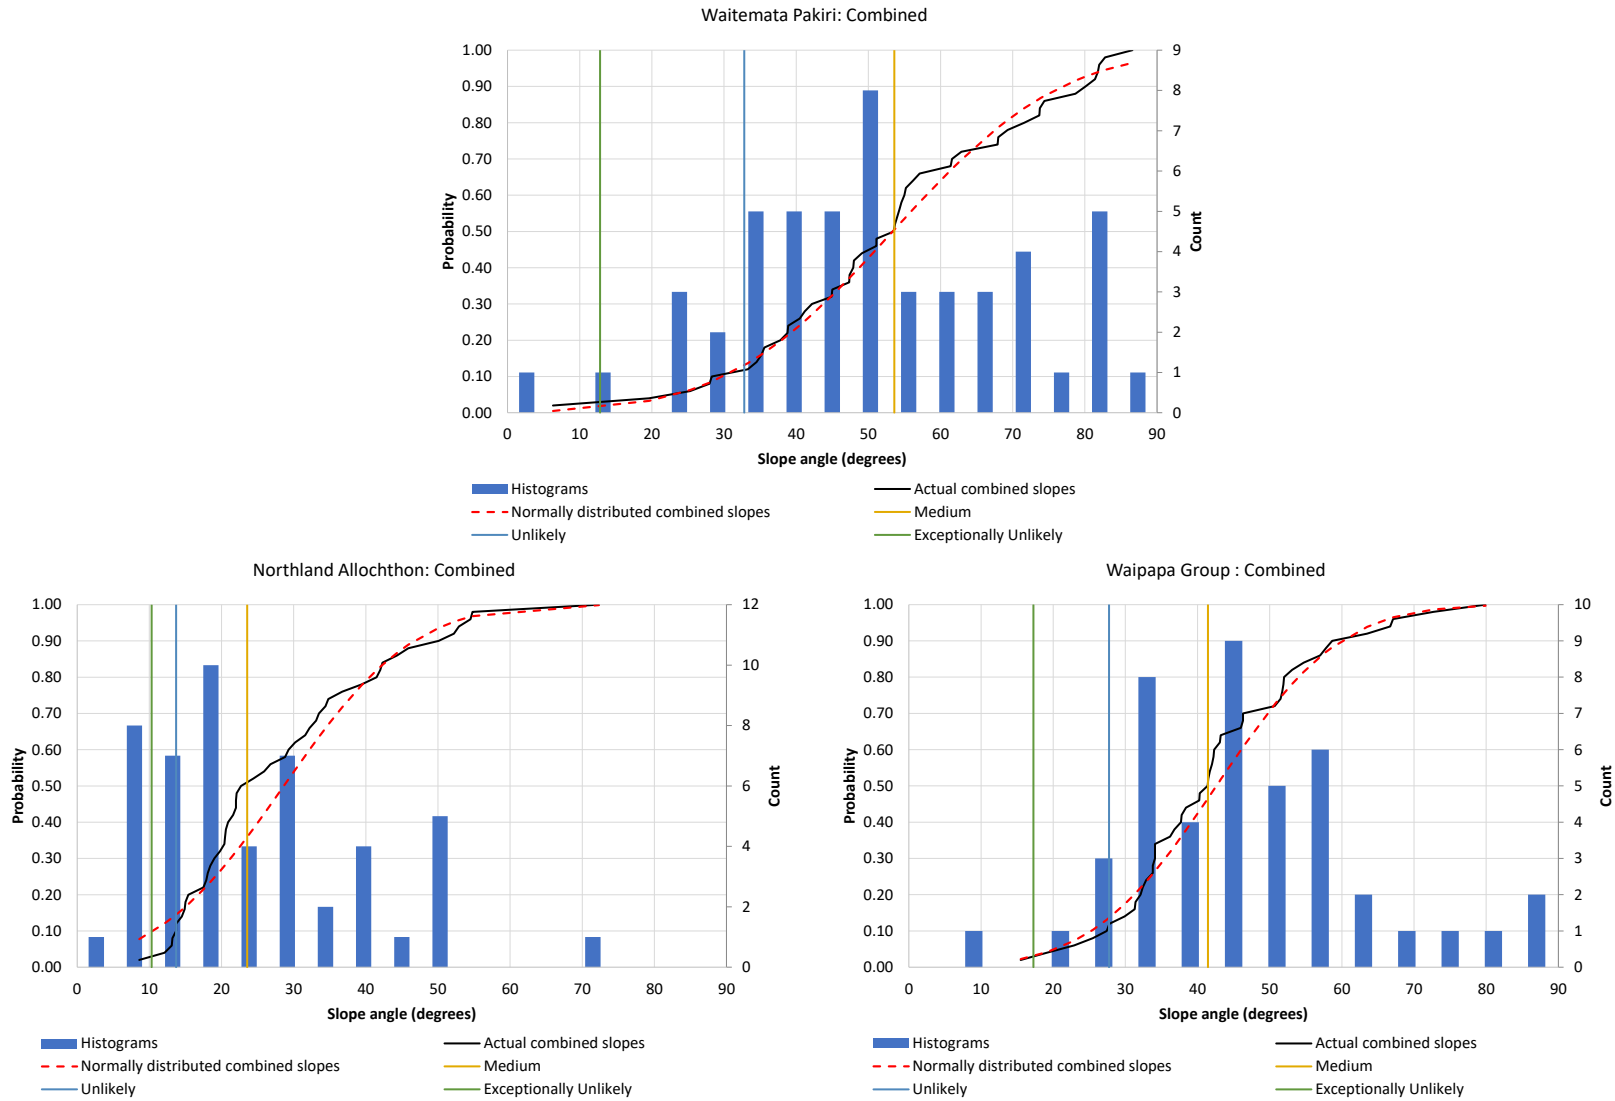 Waitemata Pakiri: Combined
1.00
0.90
0.80
0.70
0.60
0.50
0.40
0.30
0.20
0.10
0.00
Probability
9
8
7
6
5
4
3
2
1
0
Count
0 10 20 30 40 50 60 70 80 90
Slope angle (degrees)
Histograms Actual combined slopes
Normally distributed combined slopes Medium
Unlikely Exceptionally Unlikely
Northland Allochthon: Combined
1.00
0.90
0.80
0.70
0.60
0.50
0.40
0.30
0.20
0.10
0.00
Probability
12
10
8
6
4
2
0
Count
0 10 20 30 40 50 60 70 80 90
Slope angle (degrees)
Histograms Actual combined slopes
Normally distributed combined slopes Medium
Unlikely Exceptionally Unlikely
Waipapa Group : Combined
1.00
0.90
0.80
0.70
0.60
0.50
0.40
0.30
0.20
0.10
0.00
Probability
10
9
8
7
6
5
4
3
2
1
0
Count
0 10 20 30 40 50 60 70 80 90
Slope angle (degrees)
Histograms Actual combined slopes
Normally distributed combined slopes Medium
Unlikely Exceptionally Unlikely